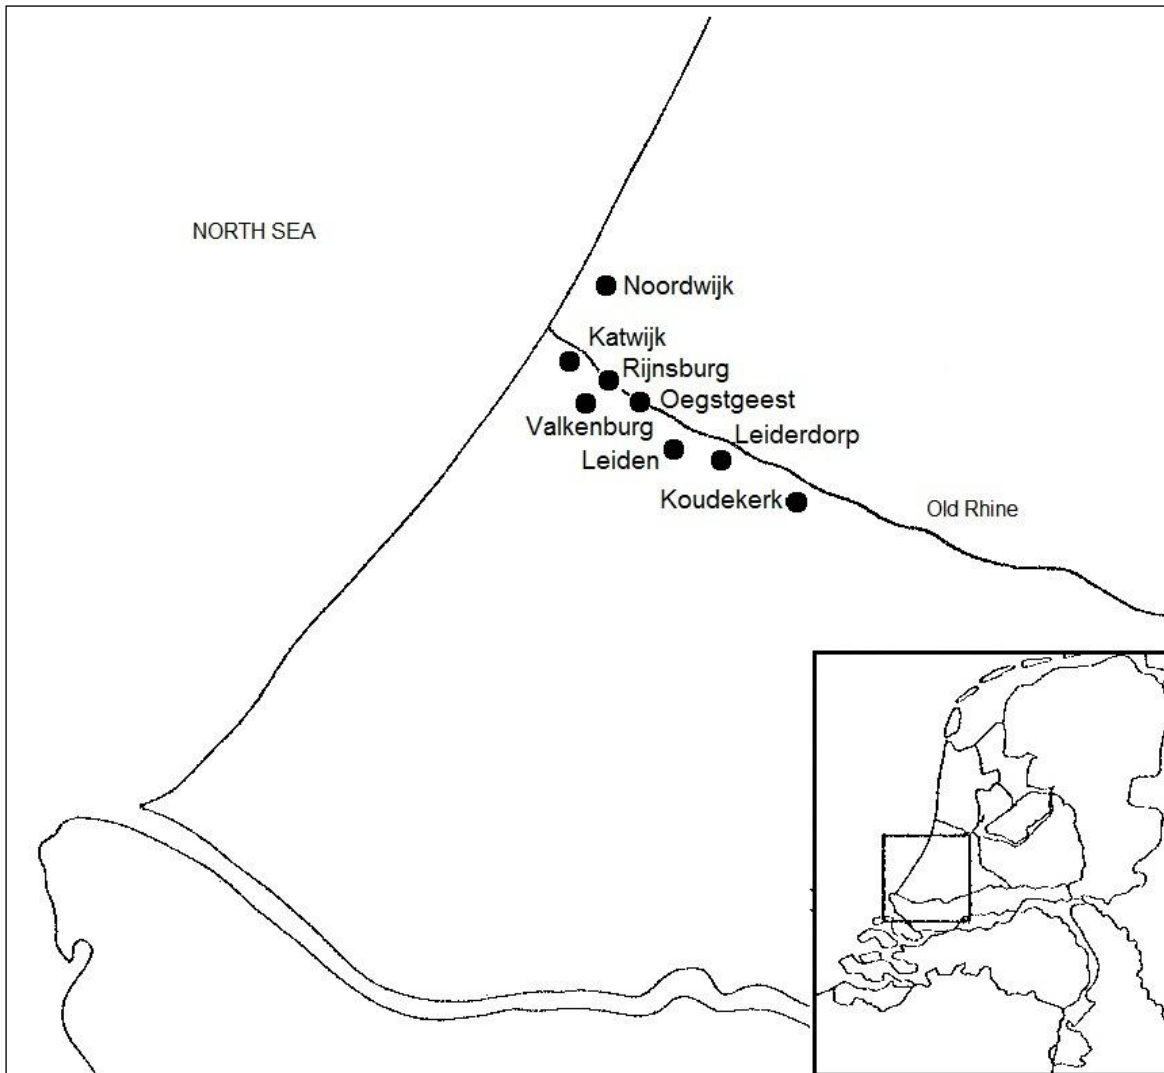 NORTH SEA
Noordwijk
Katwijk
Rijnsburg
Oegstgeest
Valkenburg
Leiderdorp
Leiden
Koudekerk
Old Rhine